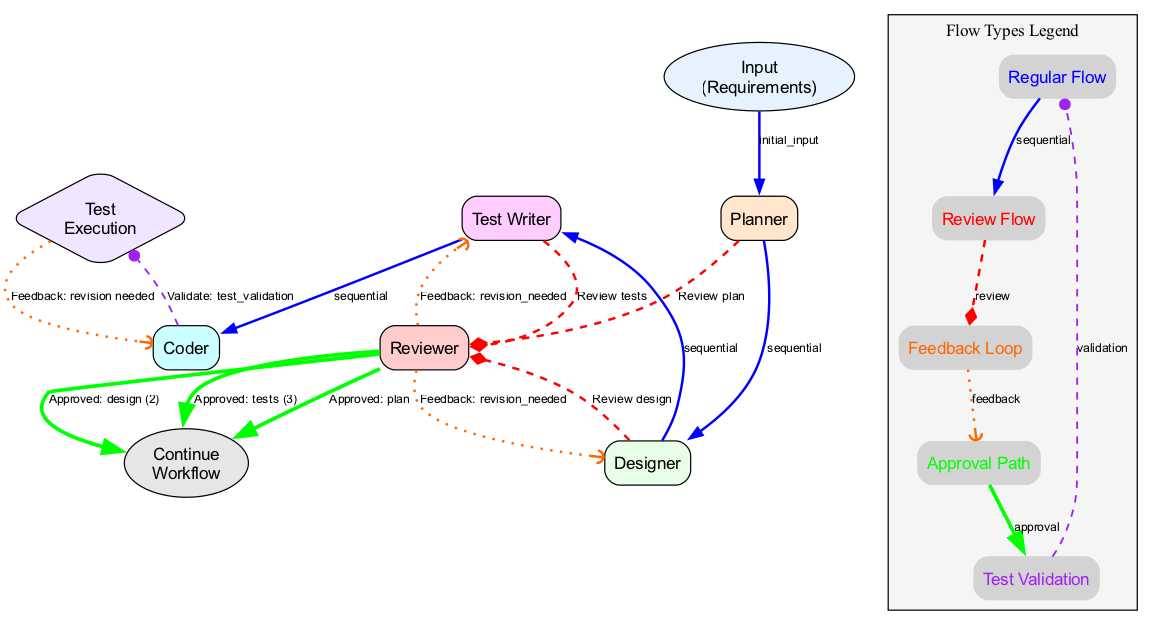 Flow Types Legend
Input
(Requirements)
Regular Flow
initial_input
sequential
Test
Execution
Test Writer
Planner
Review Flow
Feedback: revision needed
Validate: test_validation
sequential
Feedback: revision_needed
Review tests
Review plan
review
Coder
Reviewer
sequential
sequential
Feedback Loop
validation
Approved: design (2)
Approved: tests (3)
Approved: plan
Feedback: revision_needed
Review design
feedback
Continue
Workflow
Designer
Approval Path
approval
Test Validation